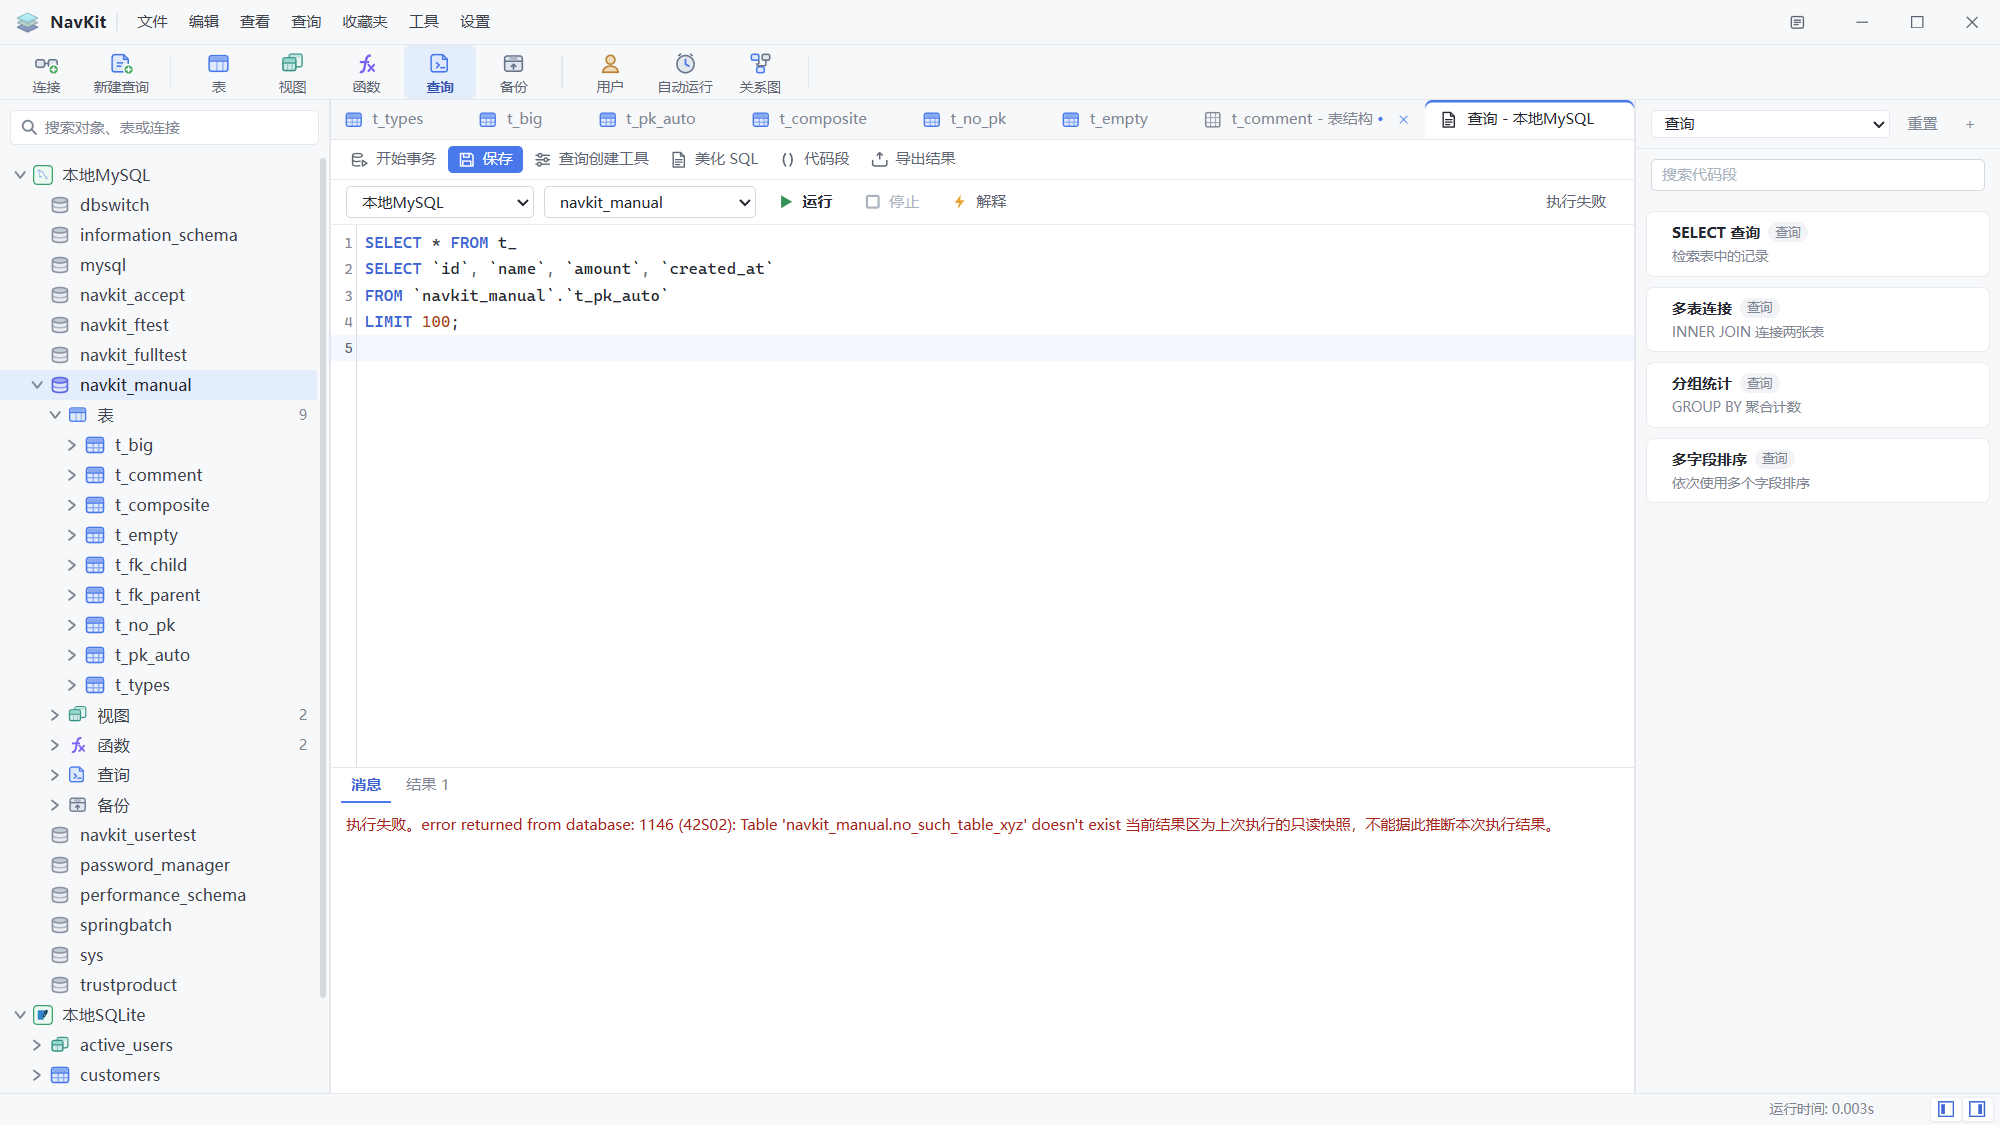 NavKit 文件 编辑 查看 查询 收藏夹 工具 设置
连接 新建查询 表 视图 函数 查询 备份 用户 自动运行 关系图
搜索对象、表或连接
本地MySQL
dbswitch
information_schema
mysql
navkit_accept
navkit_ftest
navkit_fulltest
navkit_manual
表 9
t_big
t_comment
t_composite
t_empty
t_fk_child
t_fk_parent
t_no_pk
t_pk_auto
t_types
视图 2
函数 2
查询
备份
navkit_usertest
password_manager
performance_schema
springbatch
sys
trustproduct
本地SQLite
active_users
customers
t_types t_big t_pk_auto t_composite t_no_pk t_empty t_comment - 表结构 • × 查询 - 本地MySQL
开始事务 保存 查询创建工具 美化 SQL 代码段 导出结果
本地MySQL navkit_manual 运行 停止 解释 执行失败
1 SELECT * FROM t_
2 SELECT `id`, `name`, `amount`, `created_at`
3 FROM `navkit_manual`.`t_pk_auto`
4 LIMIT 100;
5
消息 结果 1
执行失败。error returned from database: 1146 (42S02): Table 'navkit_manual.no_such_table_xyz' doesn't exist 当前结果区为上次执行的只读快照，不能据此推断本次执行结果。
查询 重置 +
搜索代码段
SELECT 查询 查询
检索表中的记录
多表连接 查询
INNER JOIN 连接两张表
分组统计 查询
GROUP BY 聚合计数
多字段排序 查询
依次使用多个字段排序
运行时间: 0.003s